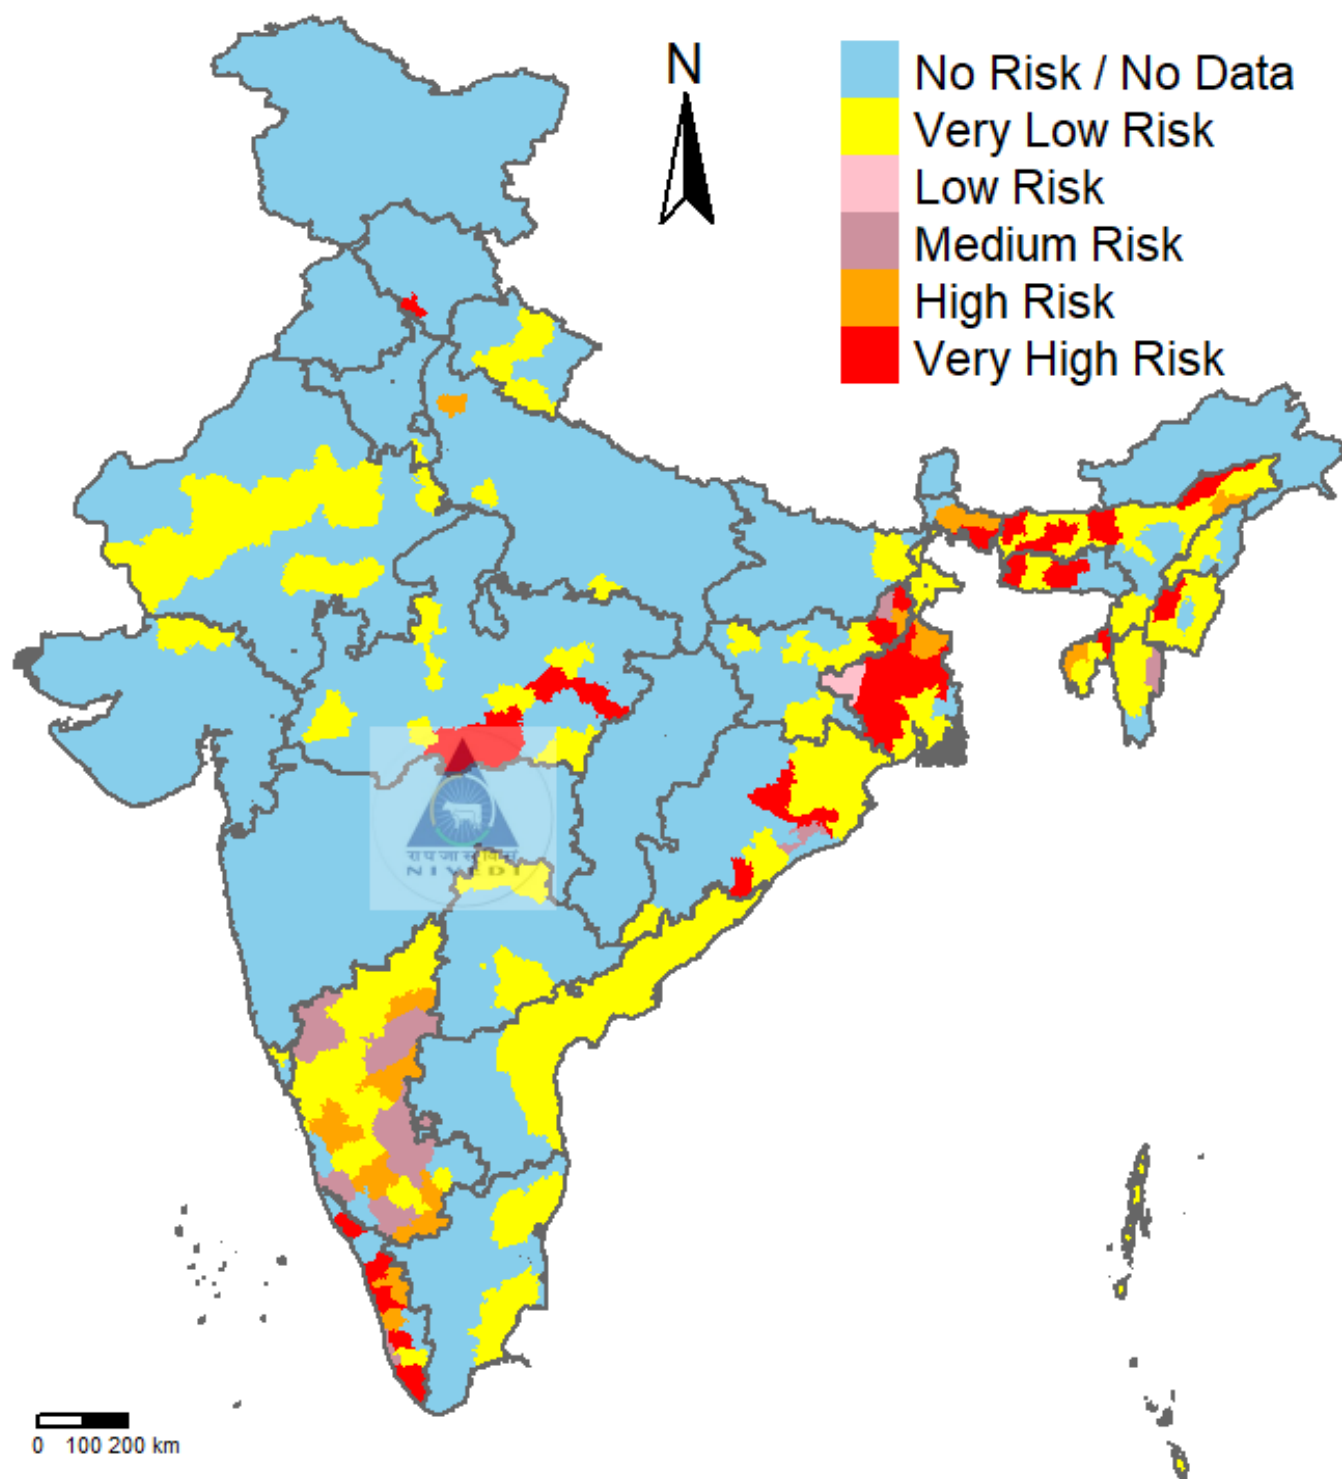 N
No Risk / No Data
Very Low Risk
Low Risk
Medium Risk
High Risk
Very High Risk
NIVEDI
0 100 200 km